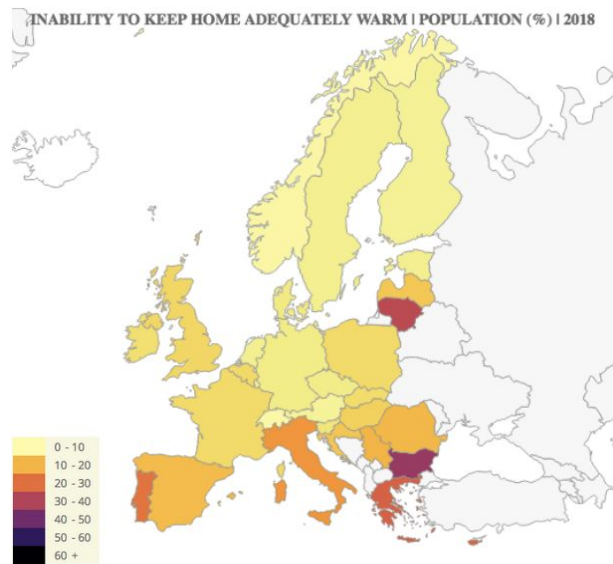 INABILITY TO KEEP HOME ADEQUATELY WARM | POPULATION (%) | 2018
0 - 10
10 - 20
20 - 30
30 - 40
40 - 50
50 - 60
60 +